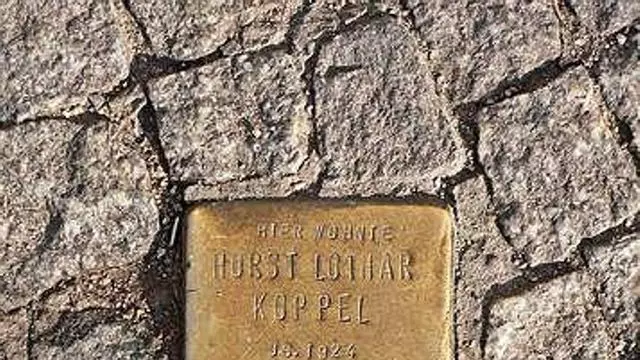 HIER WOHNTE
HORST LOTHAR
KOPPEL
JG. 1924